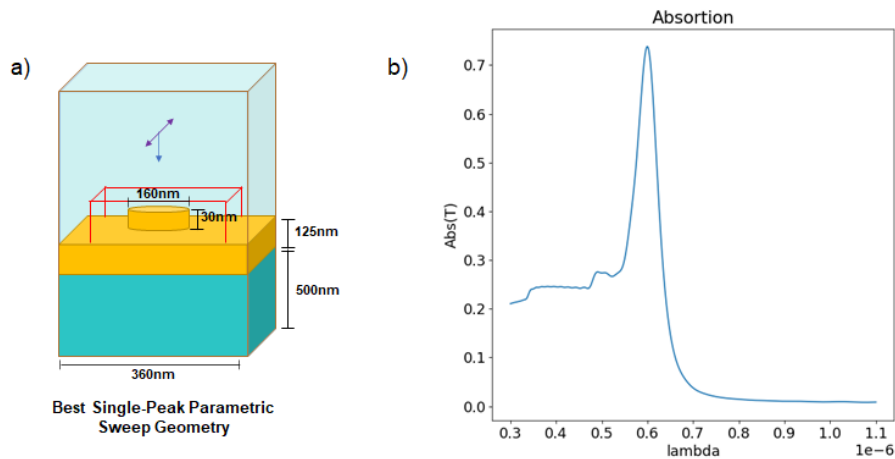 a)
160nm
30nm
125nm
500nm
360nm
Best Single-Peak Parametric
Sweep Geometry
b)
Absortion
Abs(T)
0.7
0.6
0.5
0.4
0.3
0.2
0.1
0.0
0.3 0.4 0.5 0.6 0.7 0.8 0.9 1.0 1.1
lambda
1e-6